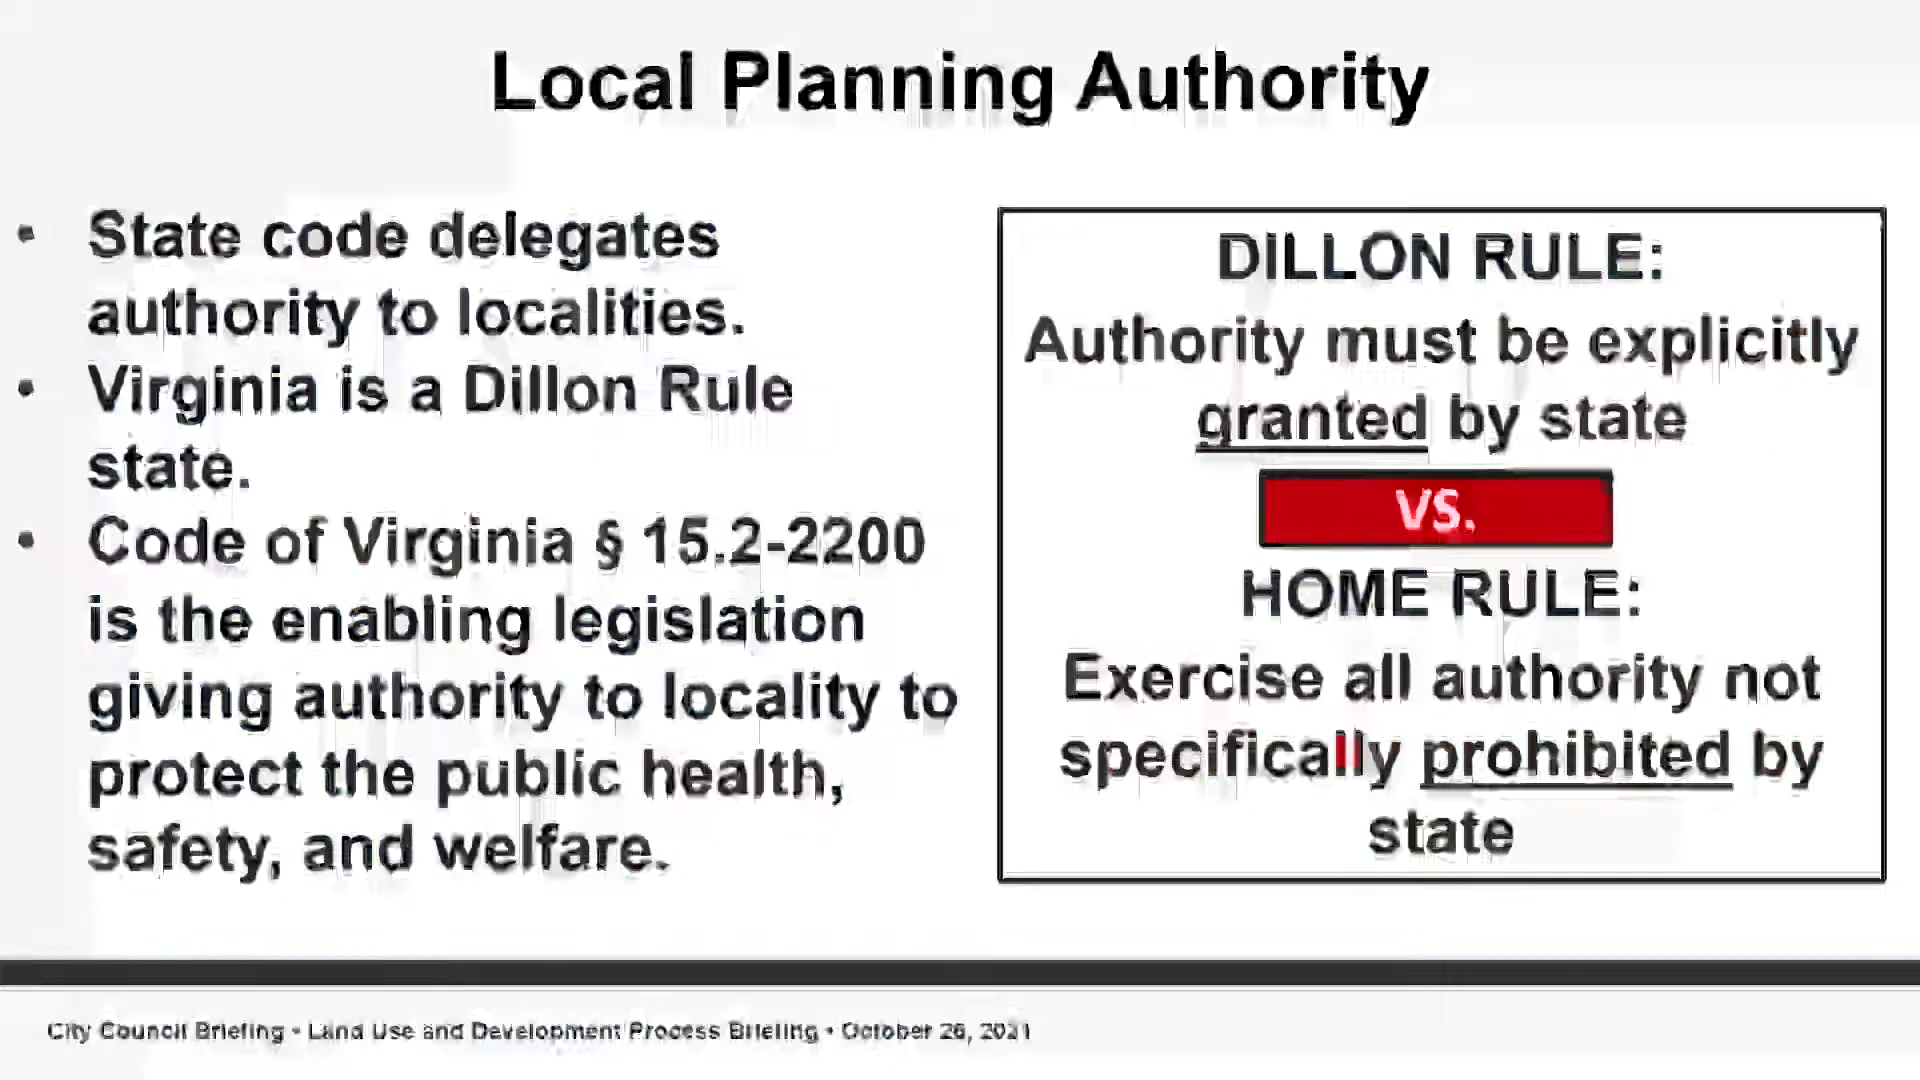 Local Planning Authority
• State code delegates
authority to localities.
• Virginia is a Dillon Rule
state.
• Code of Virginia § 15.2-2200
is the enabling legislation
giving authority to locality to
protect the public health,
safety, and welfare.
DILLON RULE:
Authority must be explicitly
granted by state
VS.
HOME RULE:
Exercise all authority not
specifically prohibited by
state
City Council Briefing • Land Use and Development Process Briefing • October 26, 2021